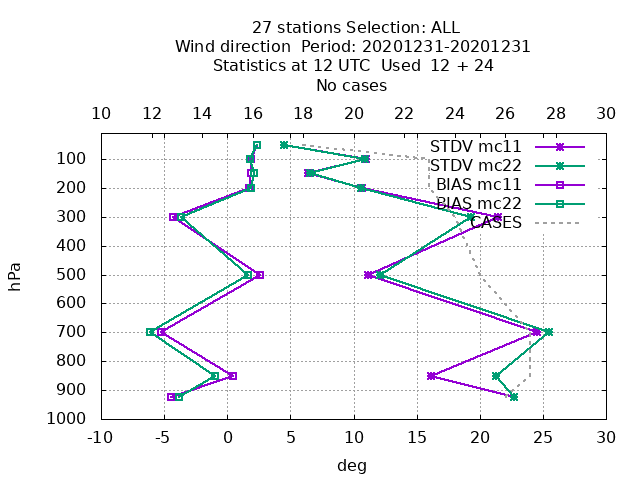 27 stations Selection: ALL
Wind direction  Period: 20201231-20201231
Statistics at 12 UTC  Used  12 + 24
No cases
10 12 14 16 18 20 22 24 26 28 30
STDV mc11
STDV mc22
BIAS mc11
BIAS mc22
CASES
hPa
100
200
300
400
500
600
700
800
900
1000
-10 -5 0 5 10 15 20 25 30
deg